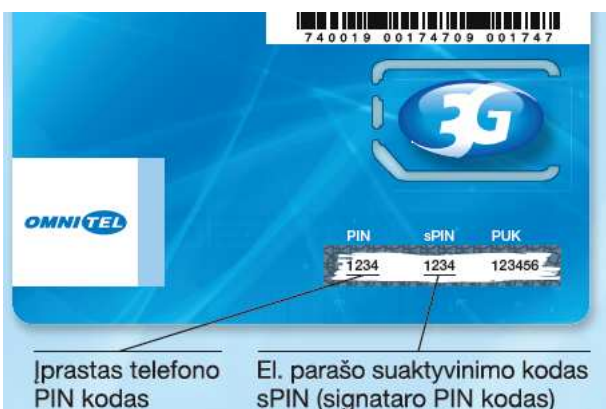 740019 00174709 001747
3G
OMNITEL
PIN sPIN PUK
1234 1234 123456
Įprastas telefono
PIN kodas
El. parašo suaktyvinimo kodas
sPIN (signataro PIN kodas)